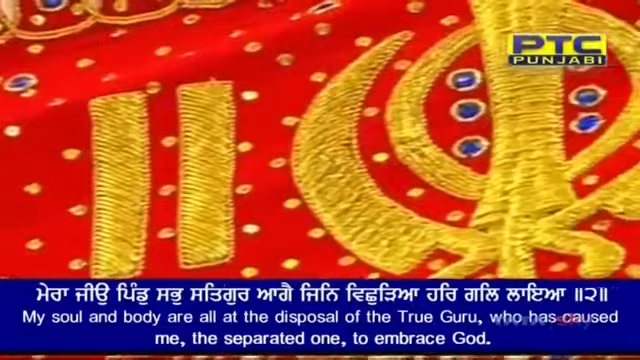 PTC
PUNJABI
ਮੇਰਾ ਜੀਉ ਪਿੰਡੁ ਸਭੁ ਸਤਿਗੁਰ ਆਗੈ ਜਿਨਿ ਵਿਛੁੜਿਆ ਹਰਿ ਗਲਿ ਲਾਇਆ ॥੨॥
My soul and body are all at the disposal of the True Guru, who has caused
me, the separated one, to embrace God.